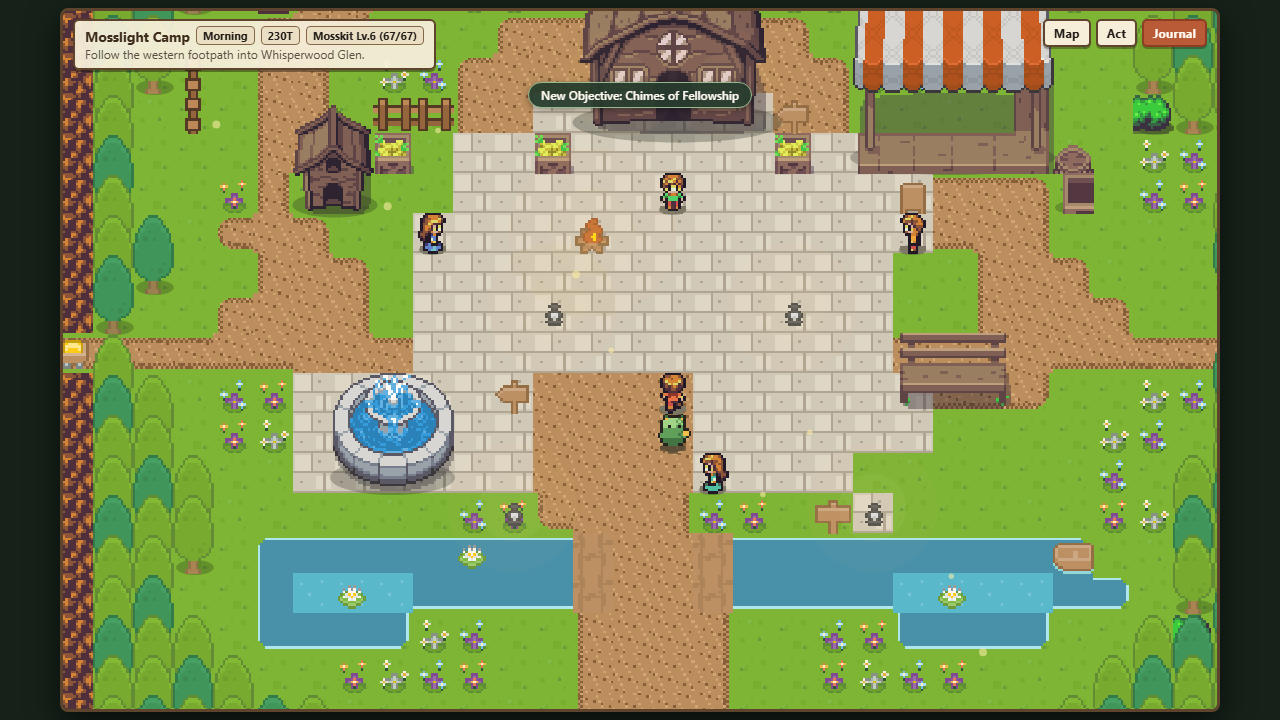 Mosslight Camp Morning 230T Mosskit Lv.6 (67/67)
Follow the western footpath into Whisperwood Glen.
Map Act Journal
New Objective: Chimes of Fellowship